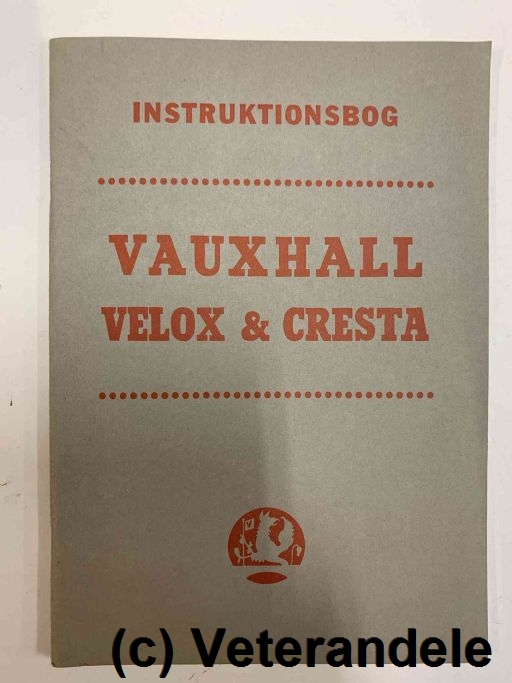 INSTRUKTIONSBOG
VAUXHALL
VELOX & CRESTA
V
(c) Veterandele